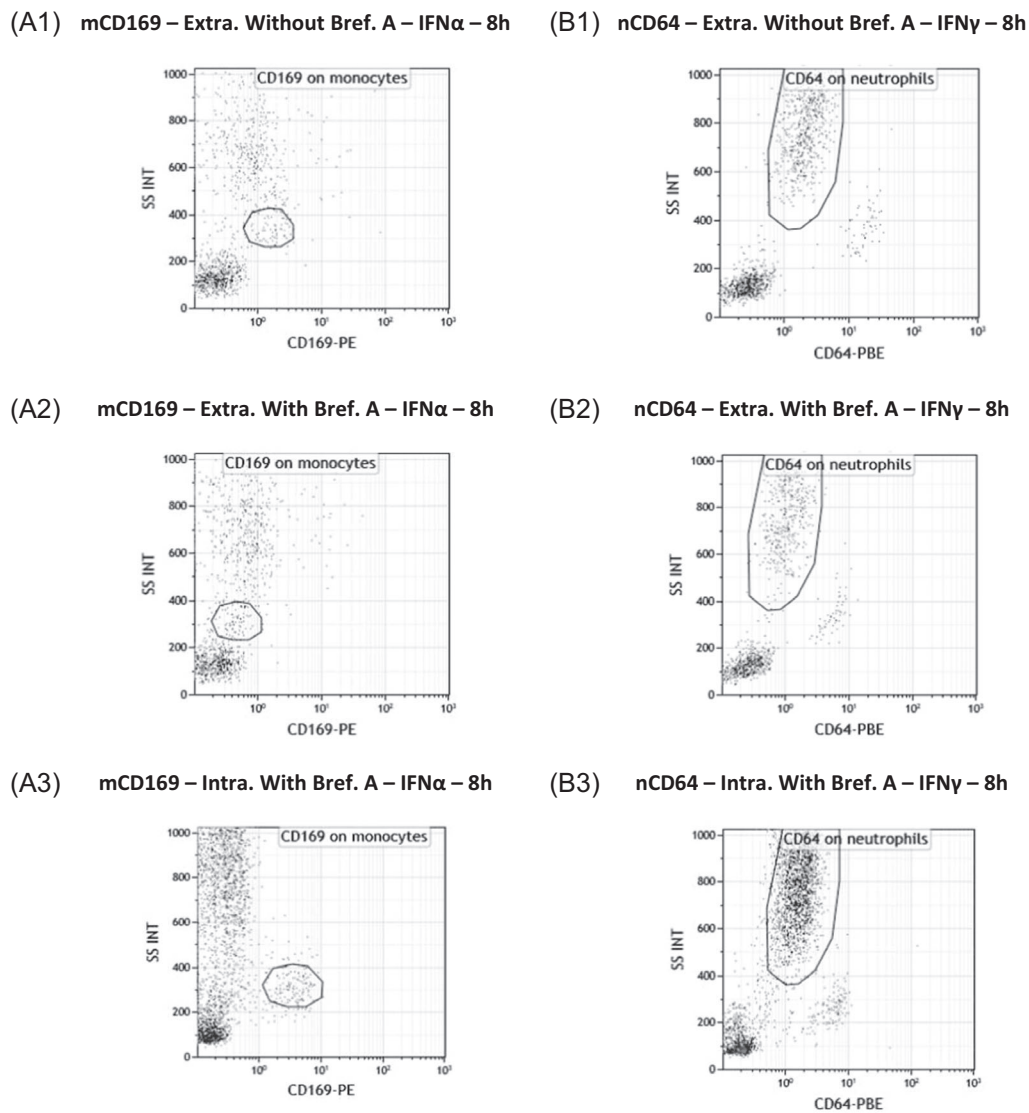 (A1) mCD169 – Extra. Without Bref. A – IFNα – 8h
CD169 on monocytes
1000
800
600
400
200
0
SS INT
10⁰ 10¹ 10² 10³
CD169-PE
(B1) nCD64 – Extra. Without Bref. A – IFNγ – 8h
CD64 on neutrophils
1000
800
600
400
200
0
SS INT
10⁰ 10¹ 10² 10³
CD64-PBE
(A2) mCD169 – Extra. With Bref. A – IFNα – 8h
CD169 on monocytes
1000
800
600
400
200
0
SS INT
10⁰ 10¹ 10² 10³
CD169-PE
(B2) nCD64 – Extra. With Bref. A – IFNγ – 8h
CD64 on neutrophils
1000
800
600
400
200
0
SS INT
10⁰ 10¹ 10² 10³
CD64-PBE
(A3) mCD169 – Intra. With Bref. A – IFNα – 8h
CD169 on monocytes
1000
800
600
400
200
0
SS INT
10⁰ 10¹ 10² 10³
CD169-PE
(B3) nCD64 – Intra. With Bref. A – IFNγ – 8h
CD64 on neutrophils
1000
800
600
400
200
0
SS INT
10⁰ 10¹ 10² 10³
CD64-PBE